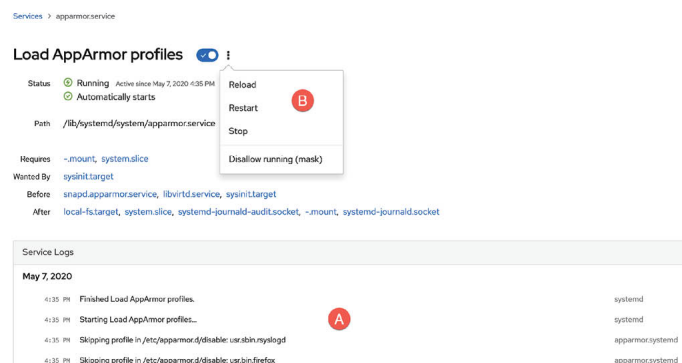 Services > apparmor.service
Load AppArmor profiles
Status Running Active since May 7, 2020 4:35 PM
Automatically starts
Path /lib/systemd/system/apparmor.service
Reload
Restart
Stop
Disallow running (mask)
B
Requires -.mount, system.slice
Wanted By sysinit.target
Before snapd.apparmor.service, libvirtd.service, sysinit.target
After local-fs.target, system.slice, systemd-journald-audit.socket, -.mount, systemd-journald.socket
Service Logs
May 7, 2020
4:35 PM Finished Load AppArmor profiles. systemd
4:35 PM Starting Load AppArmor profiles... systemd
A
4:35 PM Skipping profile in /etc/apparmor.d/disable: usr.sbin.rsyslogd apparmor.systemd
4:35 PM Skipping profile in /etc/apparmor.d/disable: usr.bin.firefox apparmor.systemd